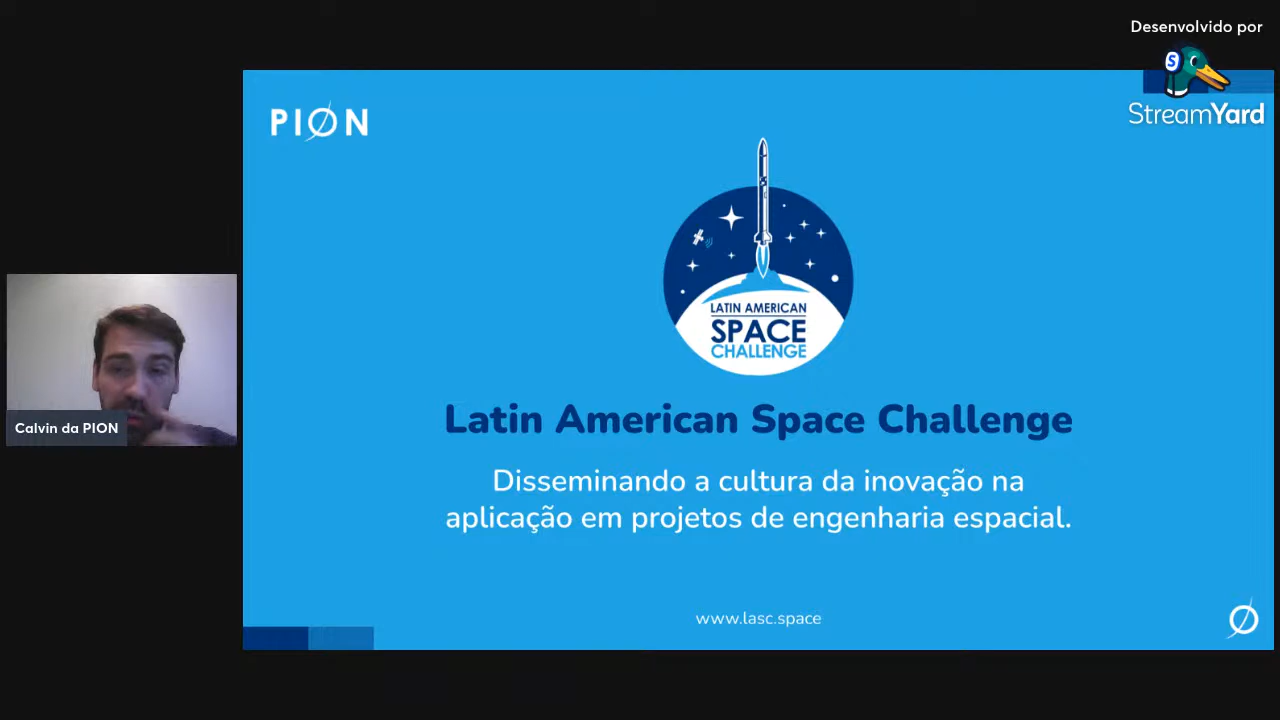 Desenvolvido por
S
StreamYard
PION
LATIN AMERICAN
SPACE
CHALLENGE
Latin American Space Challenge
Disseminando a cultura da inovação na
aplicação em projetos de engenharia espacial.
www.lasc.space
Calvin da PION